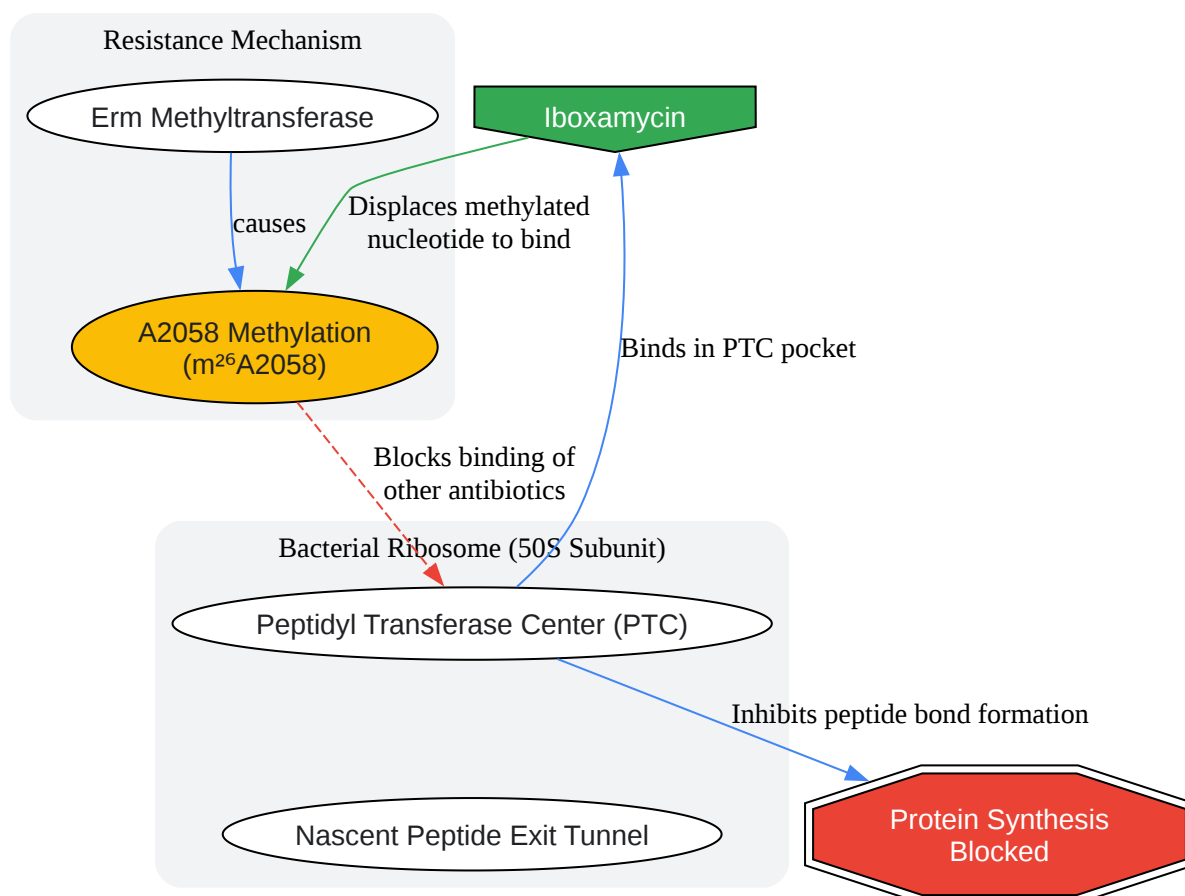 Resistance Mechanism
Erm Methyltransferase
Iboxamycin
Displaces methylated
nucleotide to bind
causes
A2058 Methylation
(m²⁶A2058)
Binds in PTC pocket
Blocks binding of
other antibiotics
Bacterial Ribosome (50S Subunit)
Peptidyl Transferase Center (PTC)
Inhibits peptide bond formation
Nascent Peptide Exit Tunnel
Protein Synthesis
Blocked